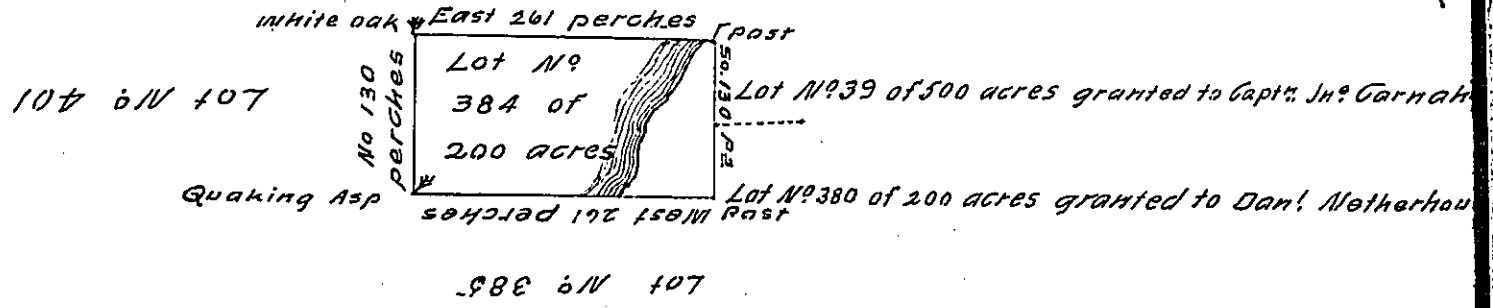 White oak East 261 perches
post
Lot Nº
384 of
200 acres
No 130
perches
So. 130 Ps
Lot Nº 401
Lot Nº 39 of 500 acres granted to Captn. Jnº
Quaking Asp
West 261 perches
Post
Lot Nº 380 of 200 acres granted to Danl.
Lot Nº 385